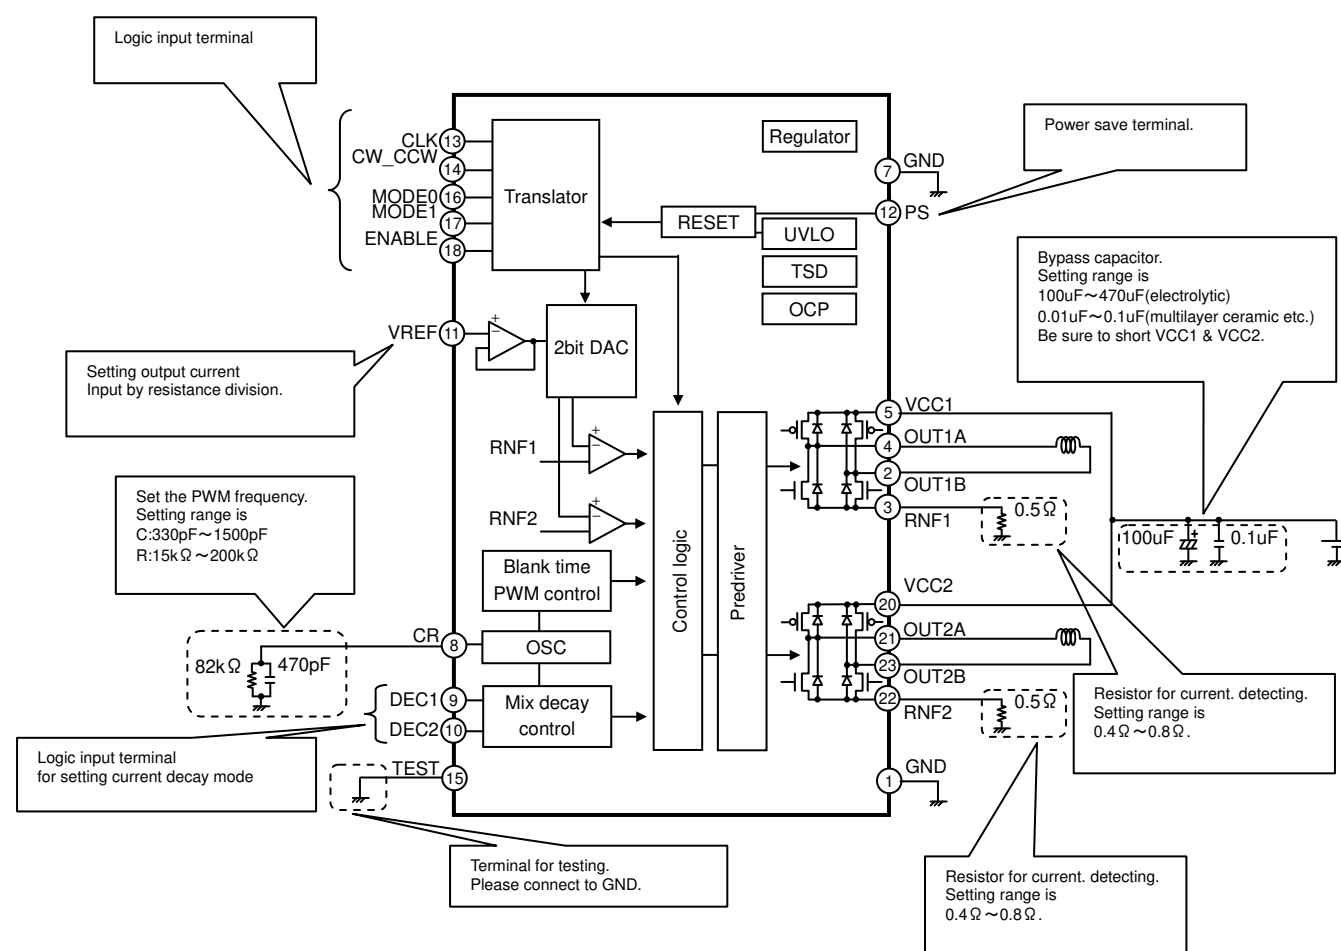 Logic input terminal
CLK
13
CW_CCW
14
MODE0
16
MODE1
17
ENABLE
18
Translator
Regulator
7
GND
Power save terminal.
RESET
12
PS
UVLO
TSD
OCP
Bypass capacitor.
Setting range is
100uF～470uF(electrolytic)
0.01uF～0.1uF(multilayer ceramic etc.)
Be sure to short VCC1 & VCC2.
VREF
11
+
−
2bit DAC
Setting output current
Input by resistance division.
RNF1
+
−
RNF2
+
−
Control logic
Predriver
5
VCC1
4
OUT1A
2
OUT1B
3
RNF1
0.5Ω
100uF
+
0.1uF
Set the PWM frequency.
Setting range is
C:330pF～1500pF
R:15kΩ～200kΩ
Blank time
PWM control
OSC
Mix decay
control
CR
8
82kΩ
470pF
DEC1
9
DEC2
10
VCC2
20
21
OUT2A
23
OUT2B
22
RNF2
0.5Ω
Resistor for current. detecting.
Setting range is
0.4Ω～0.8Ω.
Logic input terminal
for setting current decay mode
TEST
15
1
GND
Terminal for testing.
Please connect to GND.
Resistor for current. detecting.
Setting range is
0.4Ω～0.8Ω.